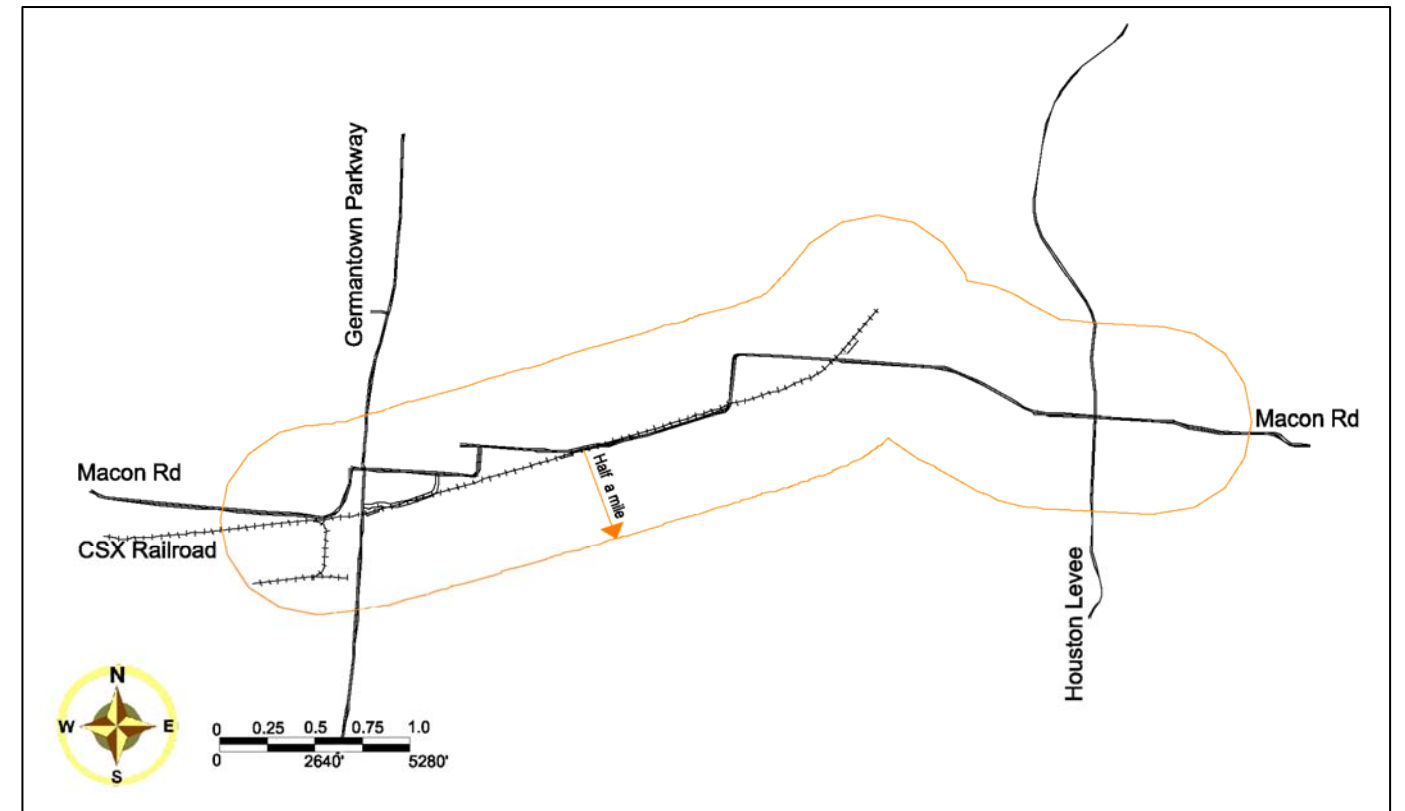 Germantown Parkway
Macon Rd
Macon Rd
Half a mile
CSX Railroad
Houston Levee
N
W E
S
0 0.25 0.5 0.75 1.0
0 2640' 5280'